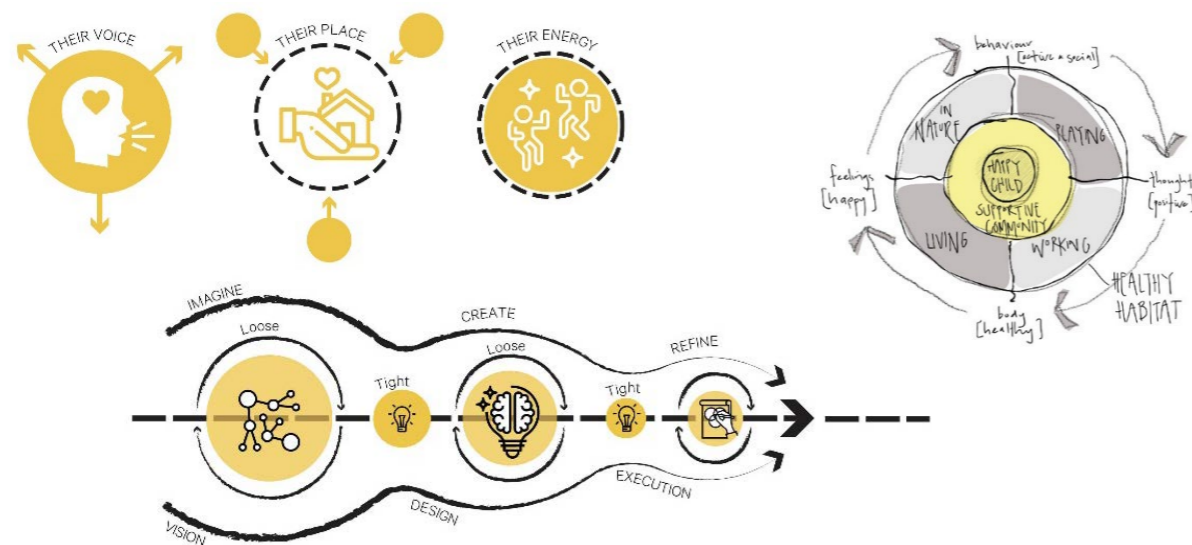 THEIR VOICE
THEIR PLACE
THEIR ENERGY
behaviour
[active & social]
IN
NATURE
PLAYING
feelings
[happy]
HAPPY
CHILD
thought
[positive]
SUPPORTIVE
COMMUNITY
LIVING
WORKING
HEALTHY
HABITAT
body
[healthy]
IMAGINE
Loose
CREATE
Loose
REFINE
Tight
Tight
VISION
DESIGN
EXECUTION